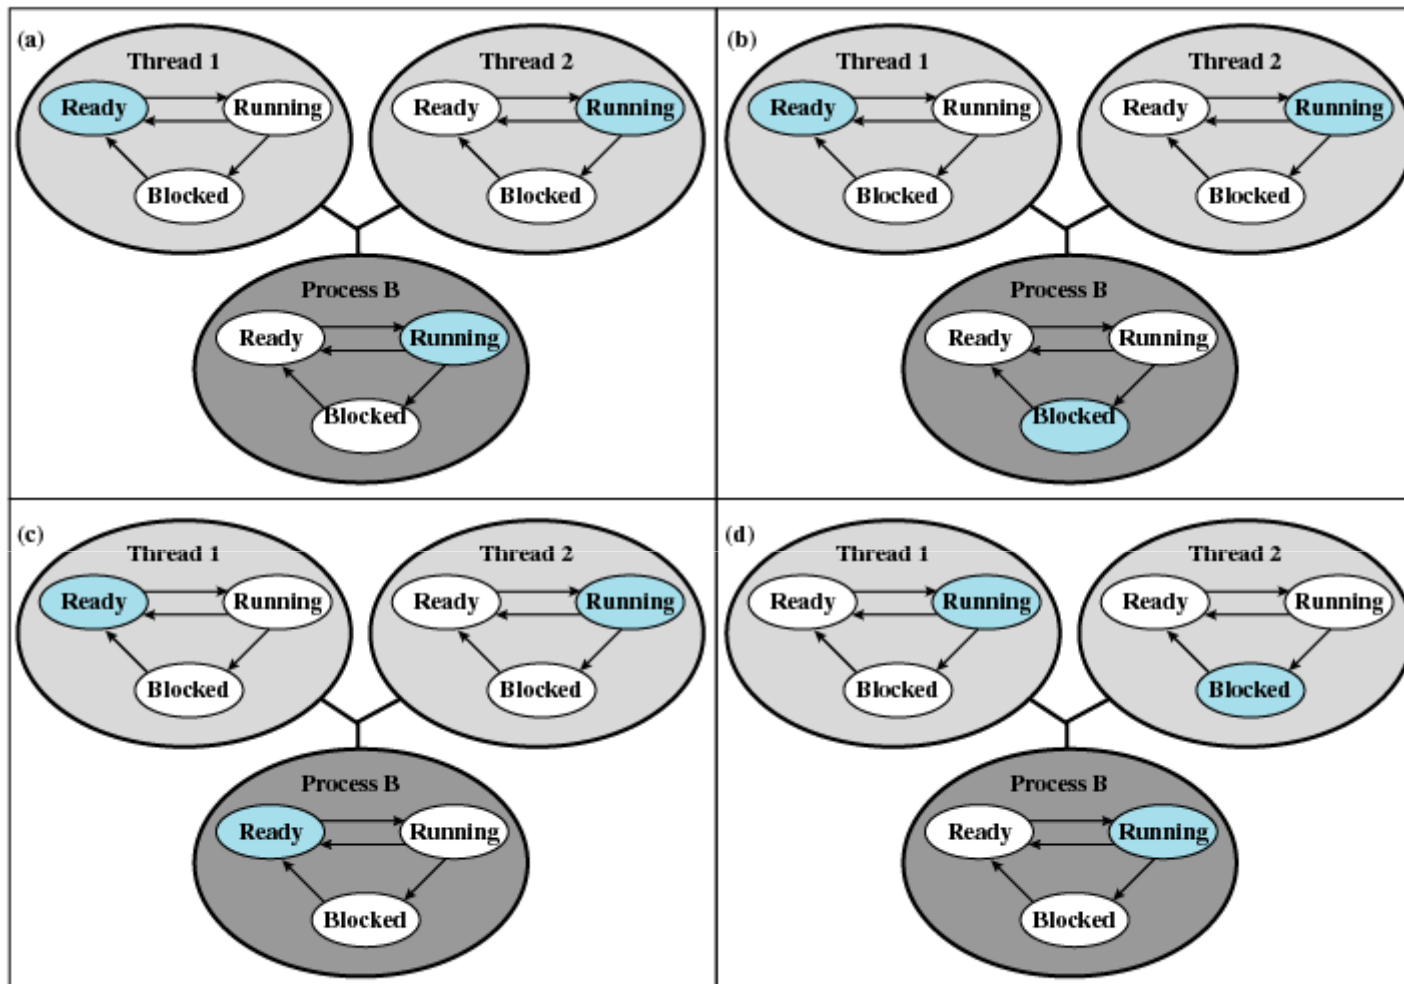 (a)
Thread 1
Thread 2
Ready
Running
Ready
Running
Blocked
Blocked
Process B
Ready
Running
Blocked
(b)
Thread 1
Thread 2
Ready
Running
Ready
Running
Blocked
Blocked
Process B
Ready
Running
Blocked
(c)
Thread 1
Thread 2
Ready
Running
Ready
Running
Blocked
Blocked
Process B
Ready
Running
Blocked
(d)
Thread 1
Thread 2
Ready
Running
Ready
Running
Blocked
Blocked
Process B
Ready
Running
Blocked